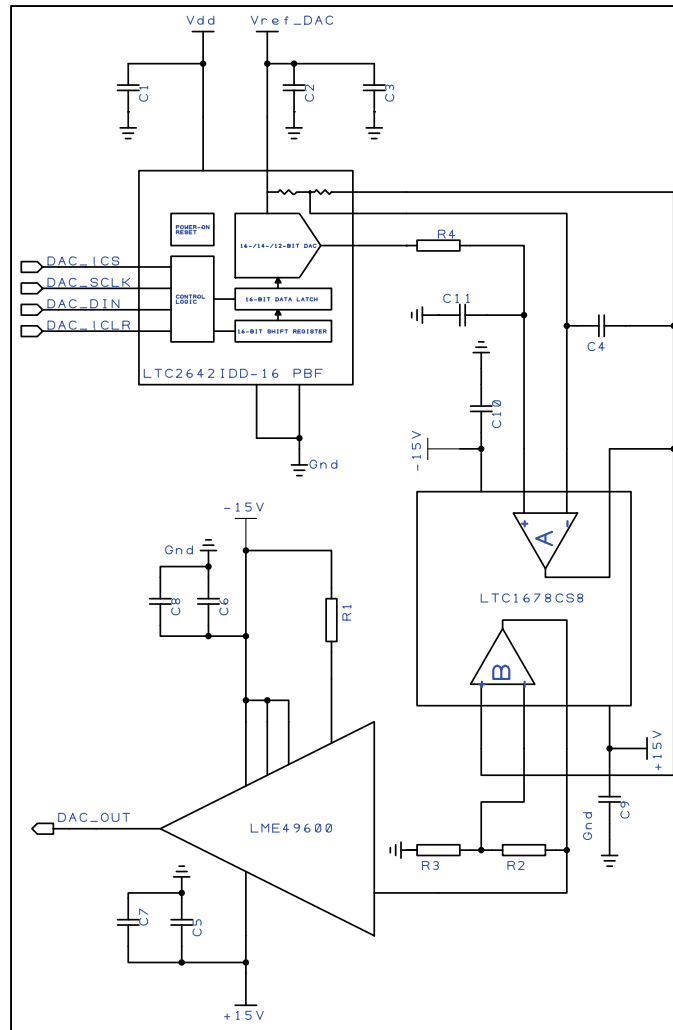 Vdd
Vref_DAC
C1
C2
C3
POWER-ON
RESET
16-/14-/12-BIT DAC
R4
DAC_1CS
DAC_SCLK
DAC_DIN
DAC_1CLR
CONTROL
LOGIC
16-BIT DATA LATCH
16-BIT SHIFT REGISTER
C11
C4
LTC2642IDD-16 PBF
C10
-15V
Gnd
-15V
+
-
A
Gnd
C8
C6
R1
LTC1678CS8
B
+
-
+15V
DAC_OUT
LME49600
Gnd
C9
R3
R2
C7
C5
+15V